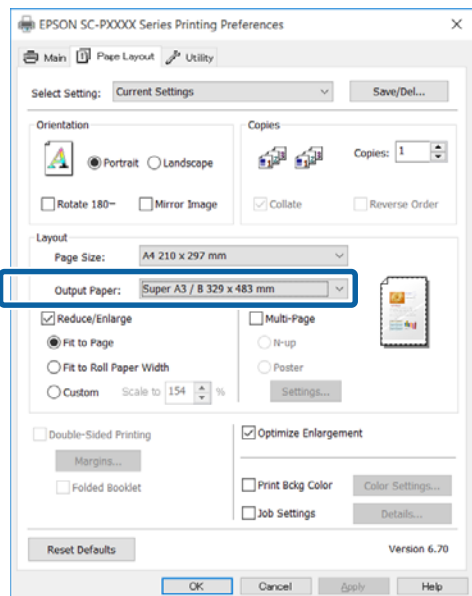 EPSON SC-PXXXX Series Printing Preferences
Main Page Layout Utility
Select Setting: Current Settings Save/Del...
Orientation Copies
Portrait Landscape Copies: 1
Rotate 180° Mirror Image Collate Reverse Order
Layout
Page Size: A4 210 x 297 mm
Output Paper: Super A3 / B 329 x 483 mm
Reduce/Enlarge Multi-Page
Fit to Page N-up
Fit to Roll Paper Width Poster
Custom Scale to 154 % Settings...
Double-Sided Printing Optimize Enlargement
Margins...
Folded Booklet Print Bckg Color Color Settings...
Job Settings Details...
Reset Defaults Version 6.70
OK Cancel Apply Help